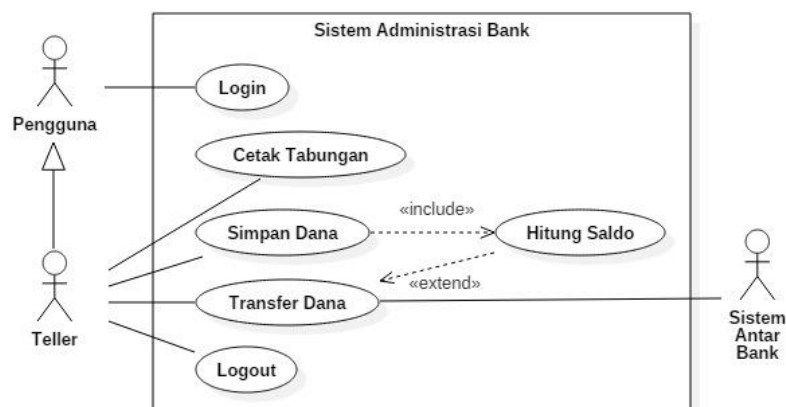 Sistem Administrasi Bank
Login
Pengguna
Cetak Tabungan
«include»
Simpan Dana
Hitung Saldo
«extend»
Transfer Dana
Teller
Sistem
Antar
Bank
Logout